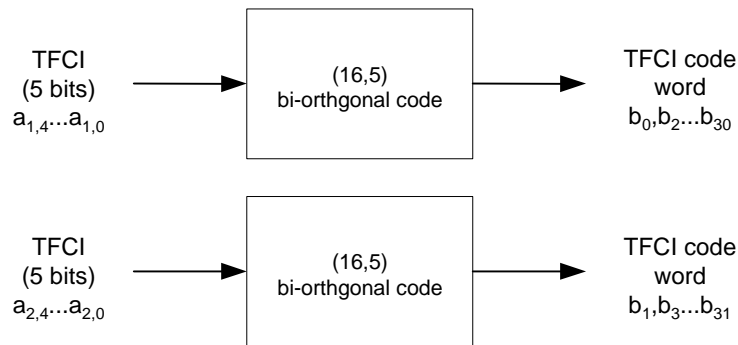 TFCI
(5 bits)
a1,4...a1,0
(16,5)
bi-orthgonal code
TFCI code
word
b0,b2...b30
TFCI
(5 bits)
a2,4...a2,0
(16,5)
bi-orthgonal code
TFCI code
word
b1,b3...b31